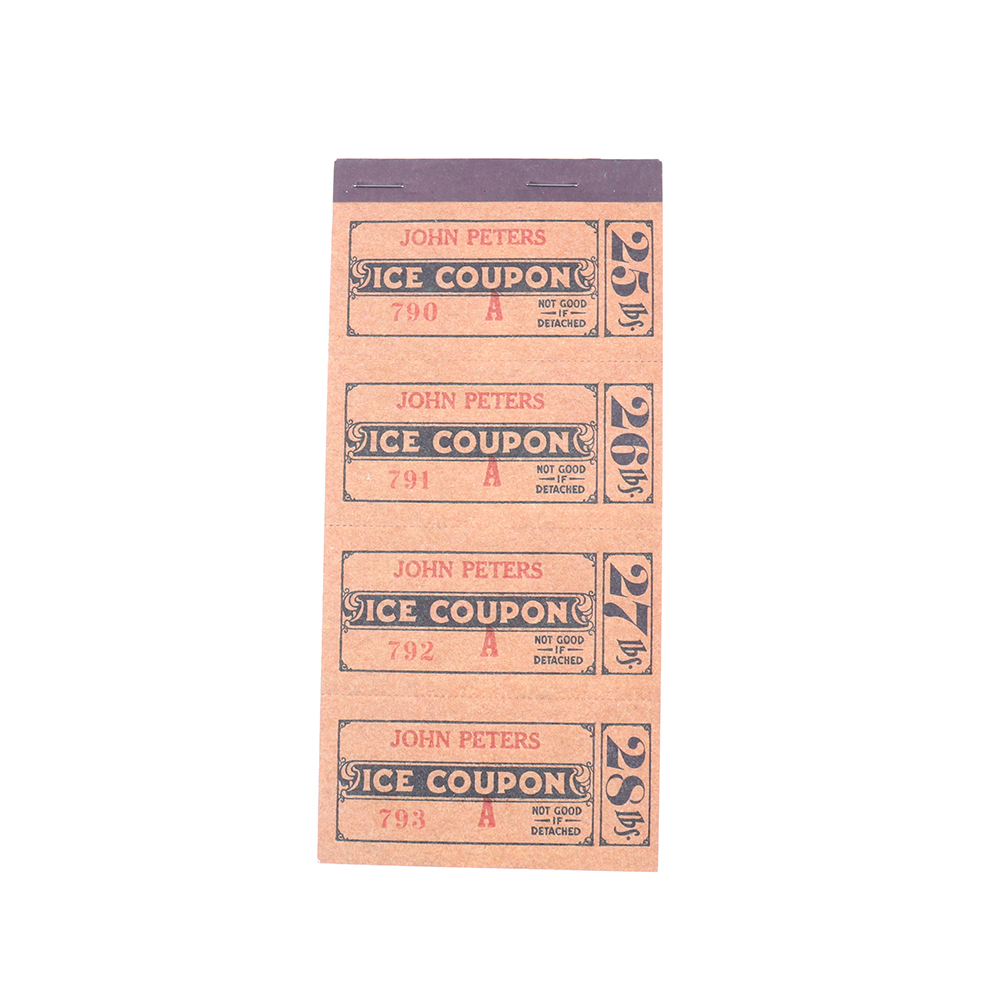 JOHN PETERS
ICE COUPON
790 A NOT GOOD
IF
DETACHED
25 lbs.
JOHN PETERS
ICE COUPON
791 A NOT GOOD
IF
DETACHED
26 lbs.
JOHN PETERS
ICE COUPON
792 A NOT GOOD
IF
DETACHED
27 lbs.
JOHN PETERS
ICE COUPON
793 A NOT GOOD
IF
DETACHED
28 lbs.